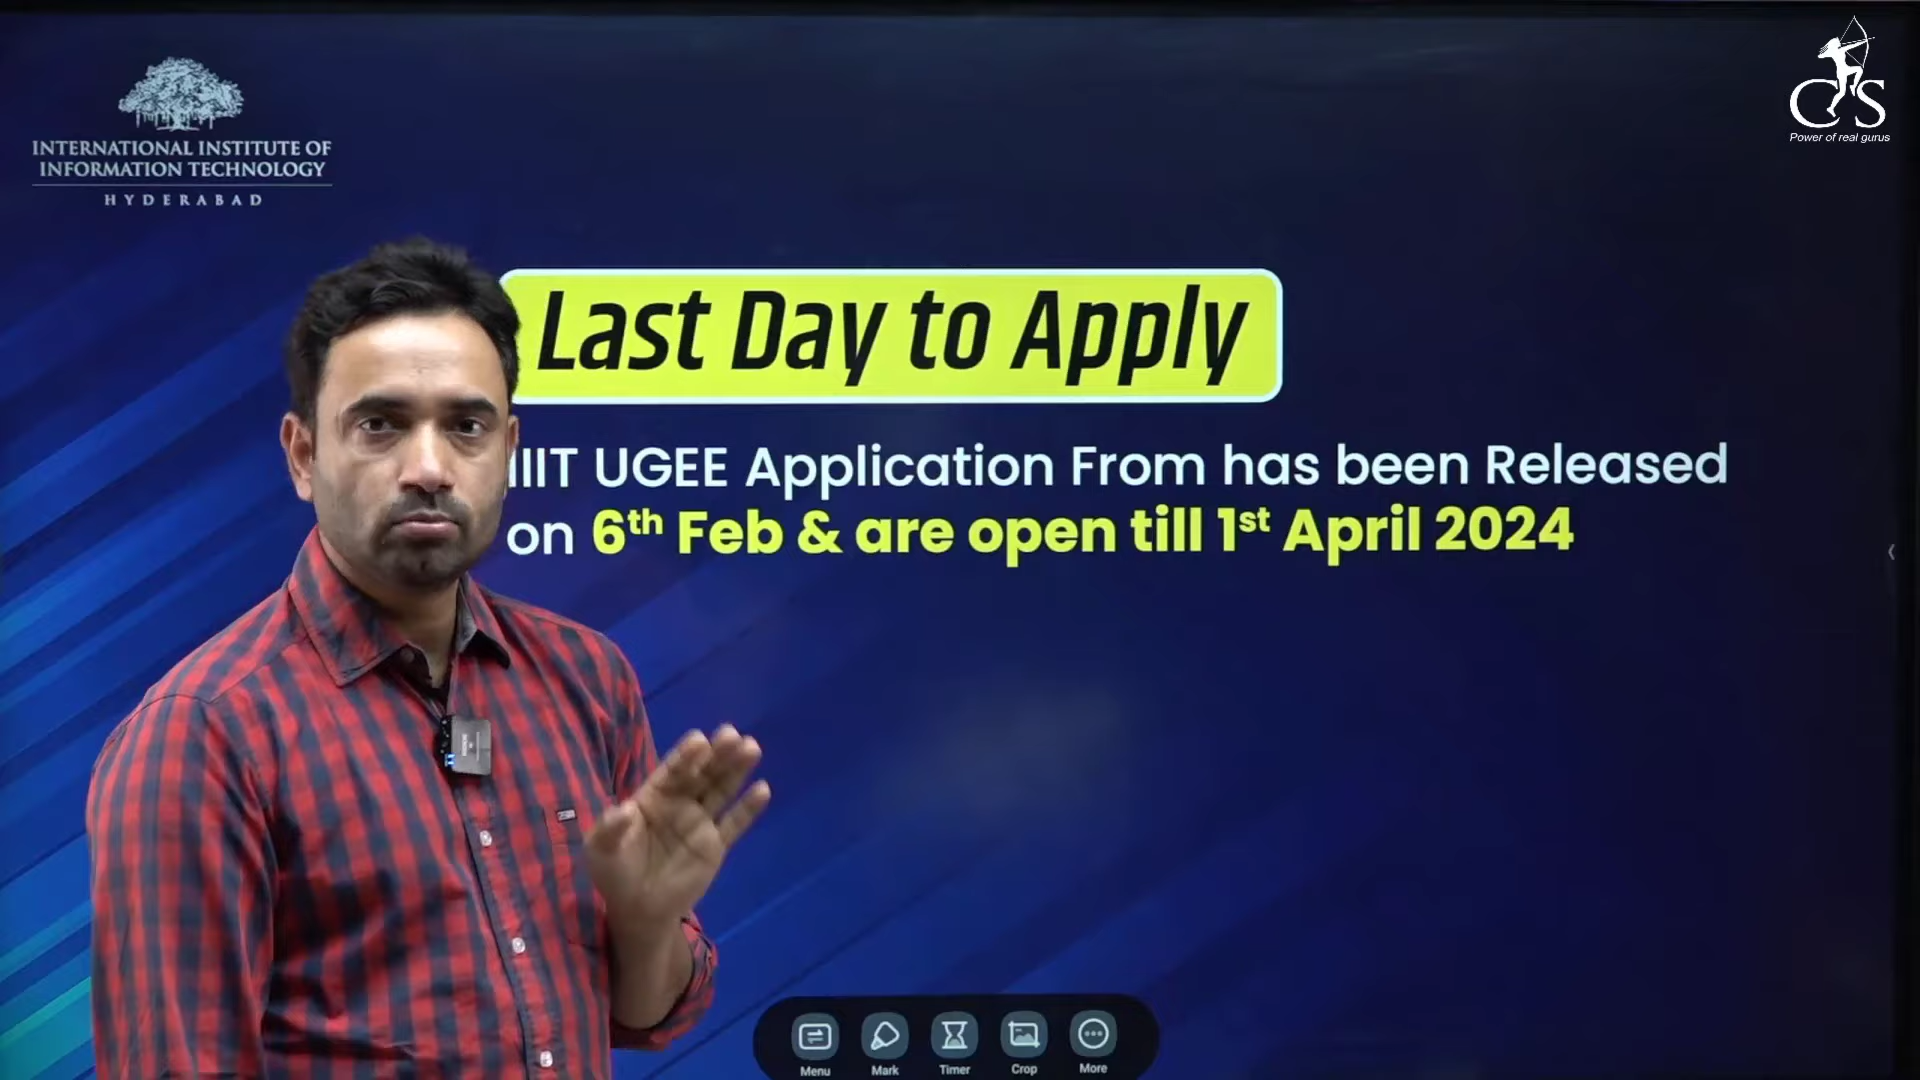 INTERNATIONAL INSTITUTE OF
INFORMATION TECHNOLOGY
HYDERABAD
CS
Power of real gurus
Last Day to Apply
IIIT UGEE Application From has been Released
on 6th Feb & are open till 1st April 2024
Menu Mark Timer Crop More